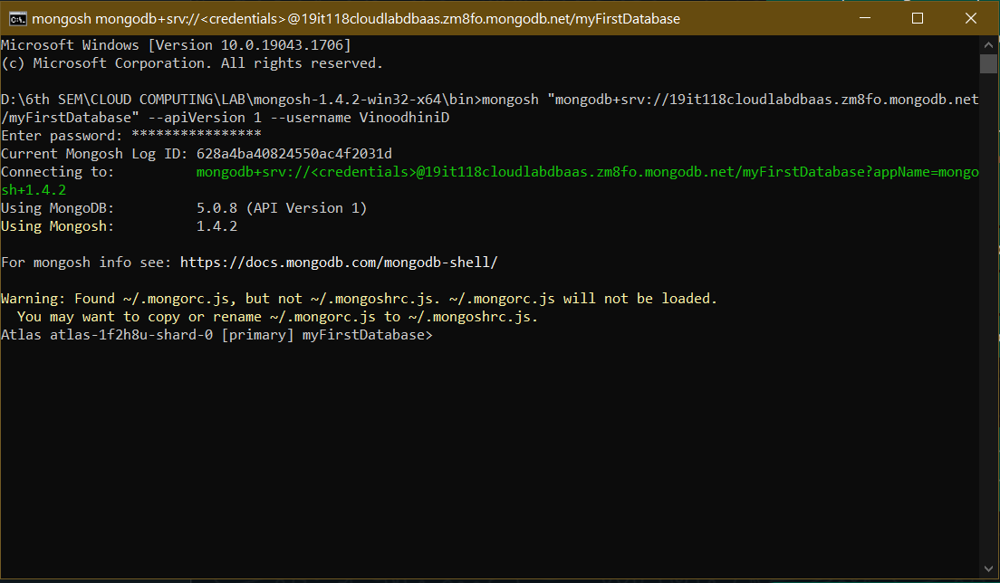 mongosh mongodb+srv://<credentials>@19it118cloudlabdbaas.zm8fo.mongodb.net/myFirstDatabase
Microsoft Windows [Version 10.0.19043.1706]
(c) Microsoft Corporation. All rights reserved.
D:\6th SEM\CLOUD COMPUTING\LAB\mongosh-1.4.2-win32-x64\bin>mongosh "mongodb+srv://19it118cloudlabdbaas.zm8fo.mongodb.net
/myFirstDatabase" --apiVersion 1 --username VinoodhiniD
Enter password: ****************
Current Mongosh Log ID: 628a4ba40824550ac4f2031d
Connecting to: mongodb+srv://<credentials>@19it118cloudlabdbaas.zm8fo.mongodb.net/myFirstDatabase?appName=mongo
sh+1.4.2
Using MongoDB: 5.0.8 (API Version 1)
Using Mongosh: 1.4.2
For mongosh info see: https://docs.mongodb.com/mongodb-shell/
Warning: Found ~/.mongorc.js, but not ~/.mongoshrc.js. ~/.mongorc.js will not be loaded.
You may want to copy or rename ~/.mongorc.js to ~/.mongoshrc.js.
Atlas atlas-1f2h8u-shard-0 [primary] myFirstDatabase>